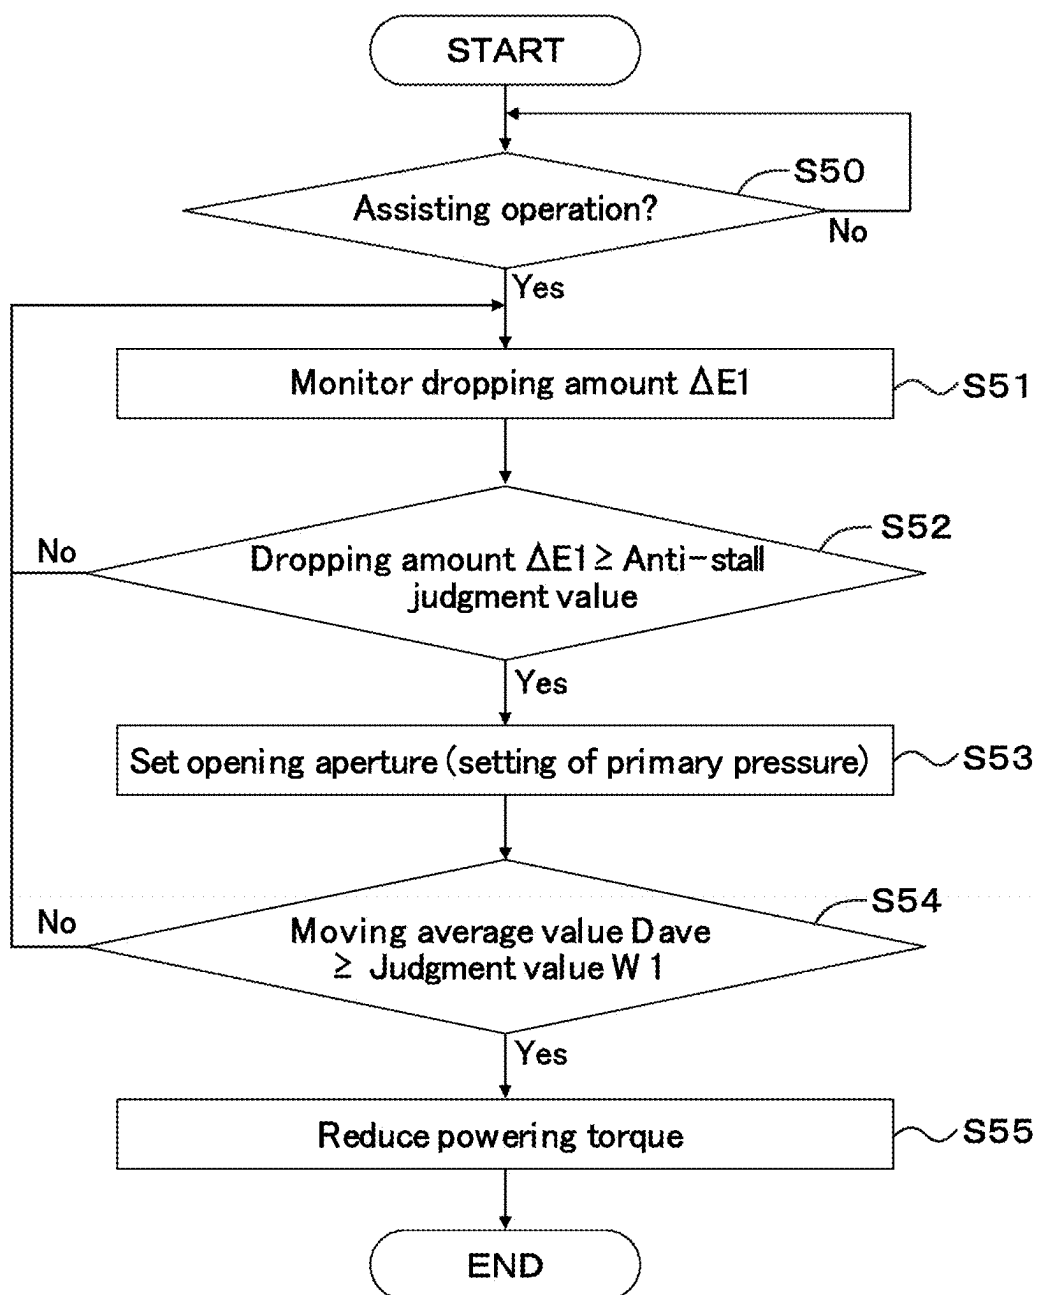 START
S50
Assisting operation?
No
Yes
Monitor dropping amount ΔE1
S51
S52
No
Dropping amount ΔE1 ≥ Anti-stall
judgment value
Yes
Set opening aperture (setting of primary pressure)
S53
S54
No
Moving average value Dave
≥ Judgment value W1
Yes
Reduce powering torque
S55
END